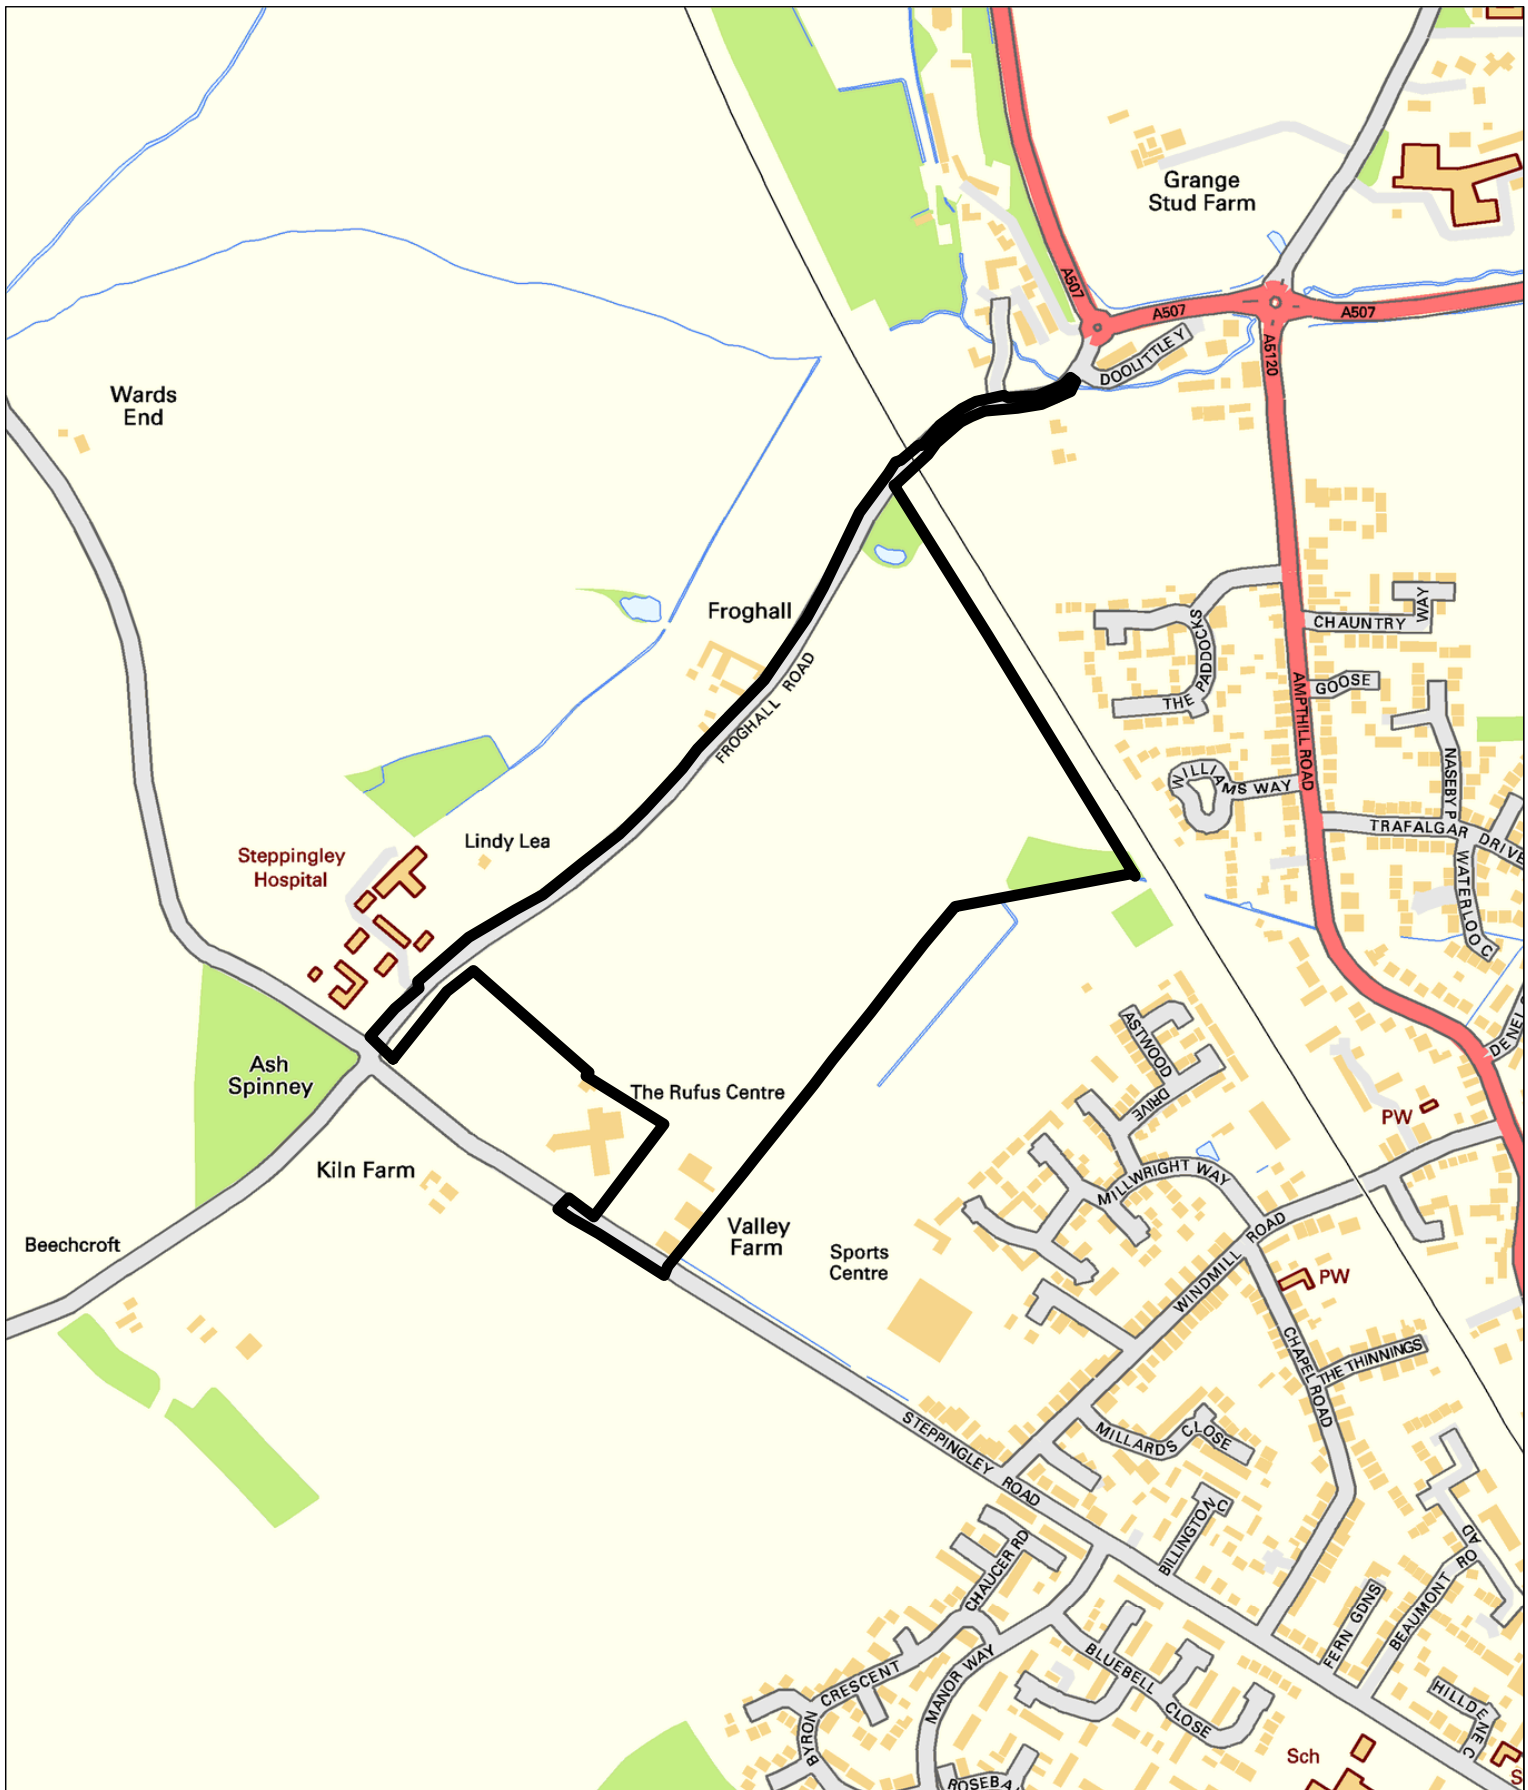 Grange
Stud Farm
A507
A507
A507
A5120
DOOLITTLE Y
Wards
End
Froghall
FROGHALL ROAD
CHAUNTRY
WAY
THE PADDOCKS
GOOSE
AMPTHILL ROAD
WILLIAMS WAY
NASEBY P
TRAFALGAR DRIVE
WATERLOO C
Lindy Lea
Steppingley
Hospital
Ash
Spinney
The Rufus Centre
ASTWOOD
DRIVE
DENEL
PW
Kiln Farm
MILLWRIGHT WAY
Beechcroft
Valley
Farm
Sports
Centre
WINDMILL ROAD
PW
CHAPEL ROAD
THE THINNINGS
STEPPINGLEY ROAD
MILLARDS CLOSE
BILLINGTON C
CHAUCER RD
BEAUMONT ROAD
FERN GDNS
BYRON CRESCENT
MANOR WAY
BLUEBELL CLOSE
HILLDENE C
Sch
S
ROSEBA